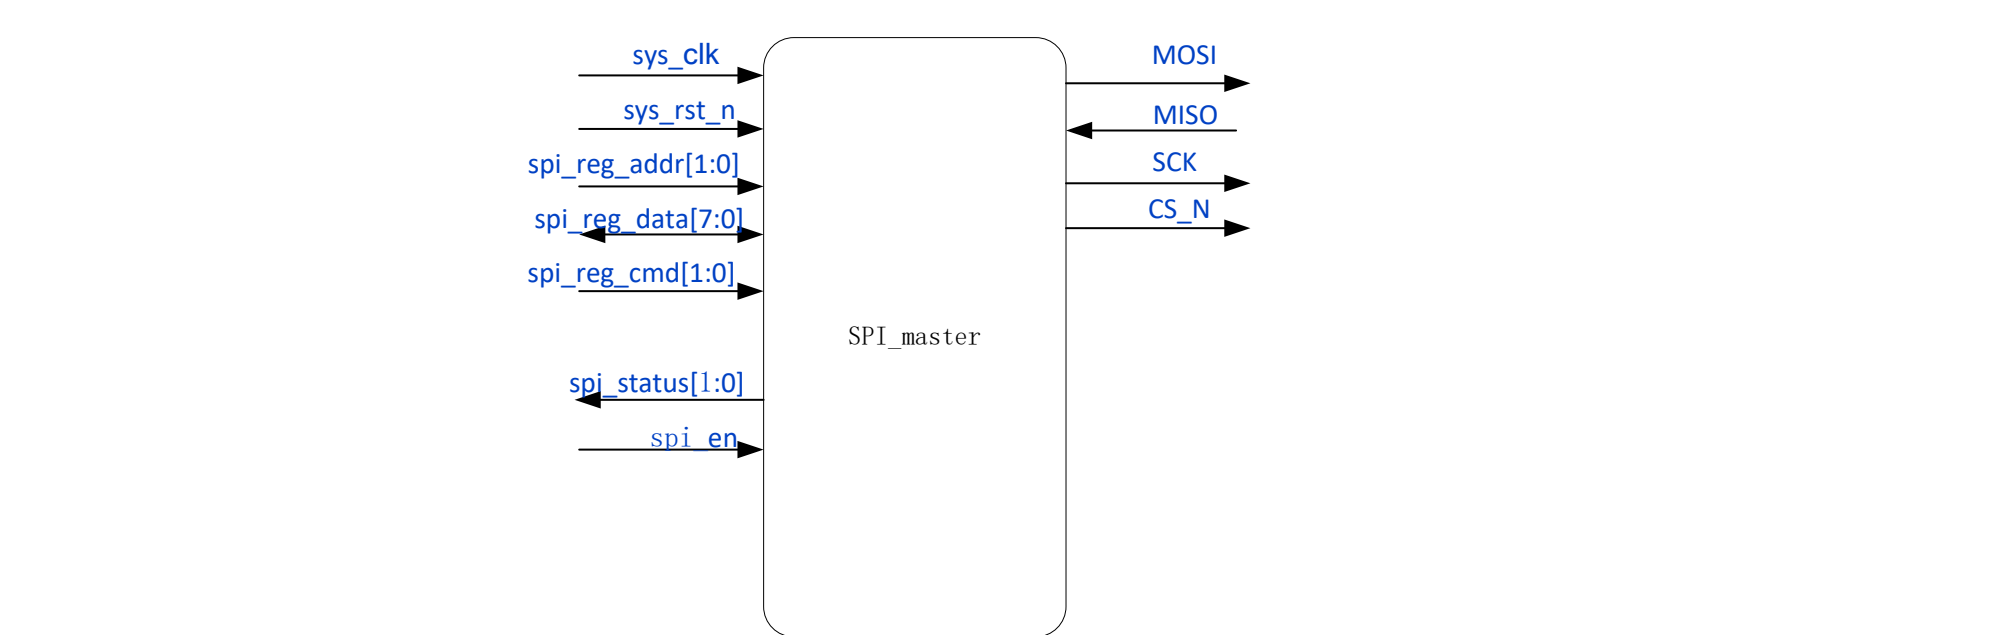 sys_clk
MOSI
sys_rst_n
MISO
spi_reg_addr[1:0]
SCK
spi_reg_data[7:0]
CS_N
spi_reg_cmd[1:0]
SPI_master
spi_status[1:0]
spi_en